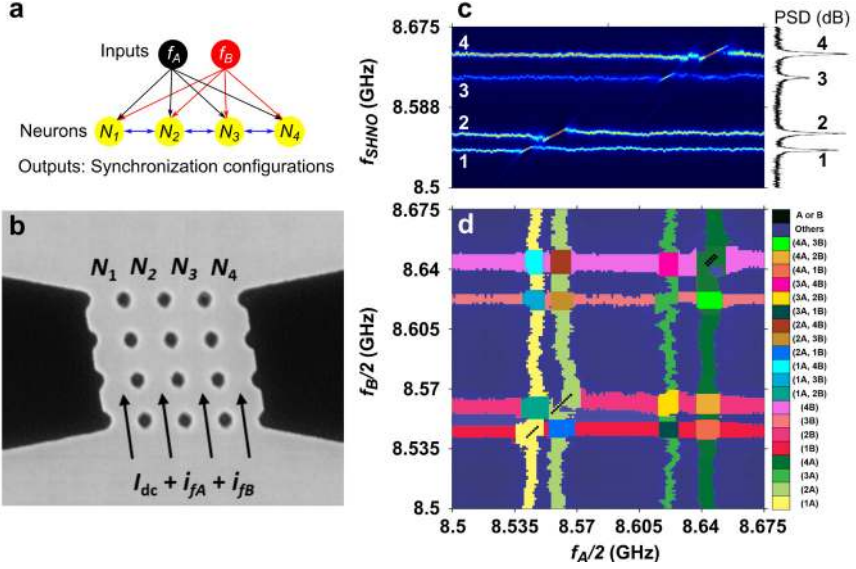 a
Inputs
f_A
f_B
Neurons
N_1
N_2
N_3
N_4
Outputs: Synchronization configurations
b
N_1 N_2 N_3 N_4
I_dc + i_fA + i_fB
c
PSD (dB)
8.675
8.588
8.5
f_SHNO (GHz)
4
3
2
1
4
3
2
1
d
8.675
8.64
8.605
8.57
8.535
8.5
f_B/2 (GHz)
8.5 8.535 8.57 8.605 8.64 8.675
f_A/2 (GHz)
A or B
Others
(4A, 3B)
(4A, 2B)
(4A, 1B)
(3A, 4B)
(3A, 2B)
(3A, 1B)
(2A, 4B)
(2A, 3B)
(2A, 1B)
(1A, 4B)
(1A, 3B)
(1A, 2B)
(4B)
(3B)
(2B)
(1B)
(4A)
(3A)
(2A)
(1A)